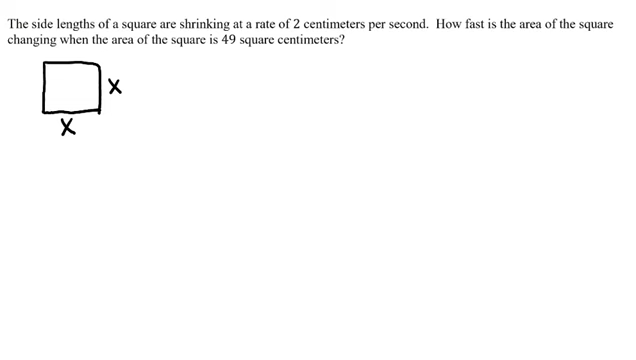 The side lengths of a square are shrinking at a rate of 2 centimeters per second.  How fast is the area of the square
changing when the area of the square is 49 square centimeters?
x
x